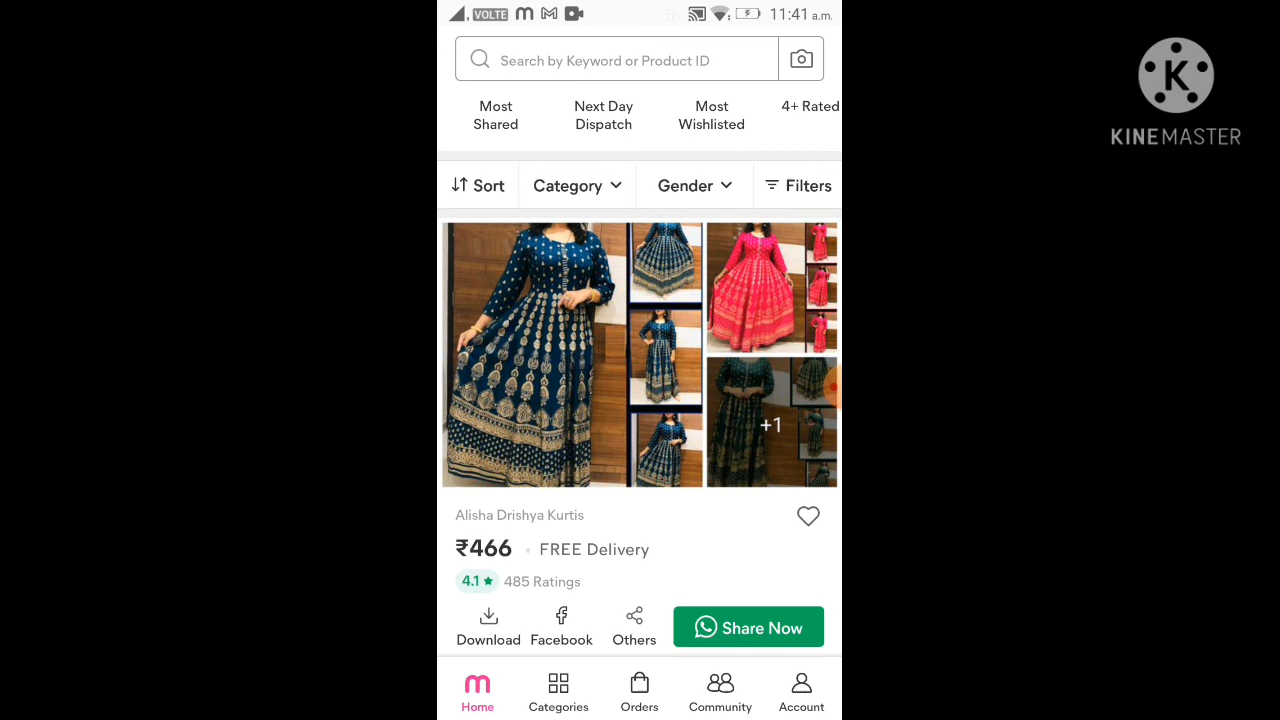 VOLTE
11:41 a.m.
Search by Keyword or Product ID
Most Shared
Next Day Dispatch
Most Wishlisted
4+ Rated
Sort
Category
Gender
Filters
+1
Alisha Drishya Kurtis
₹466 • FREE Delivery
4.1 ★ 485 Ratings
Download
Facebook
Others
Share Now
Home
Categories
Orders
Community
Account
K
KINEMASTER